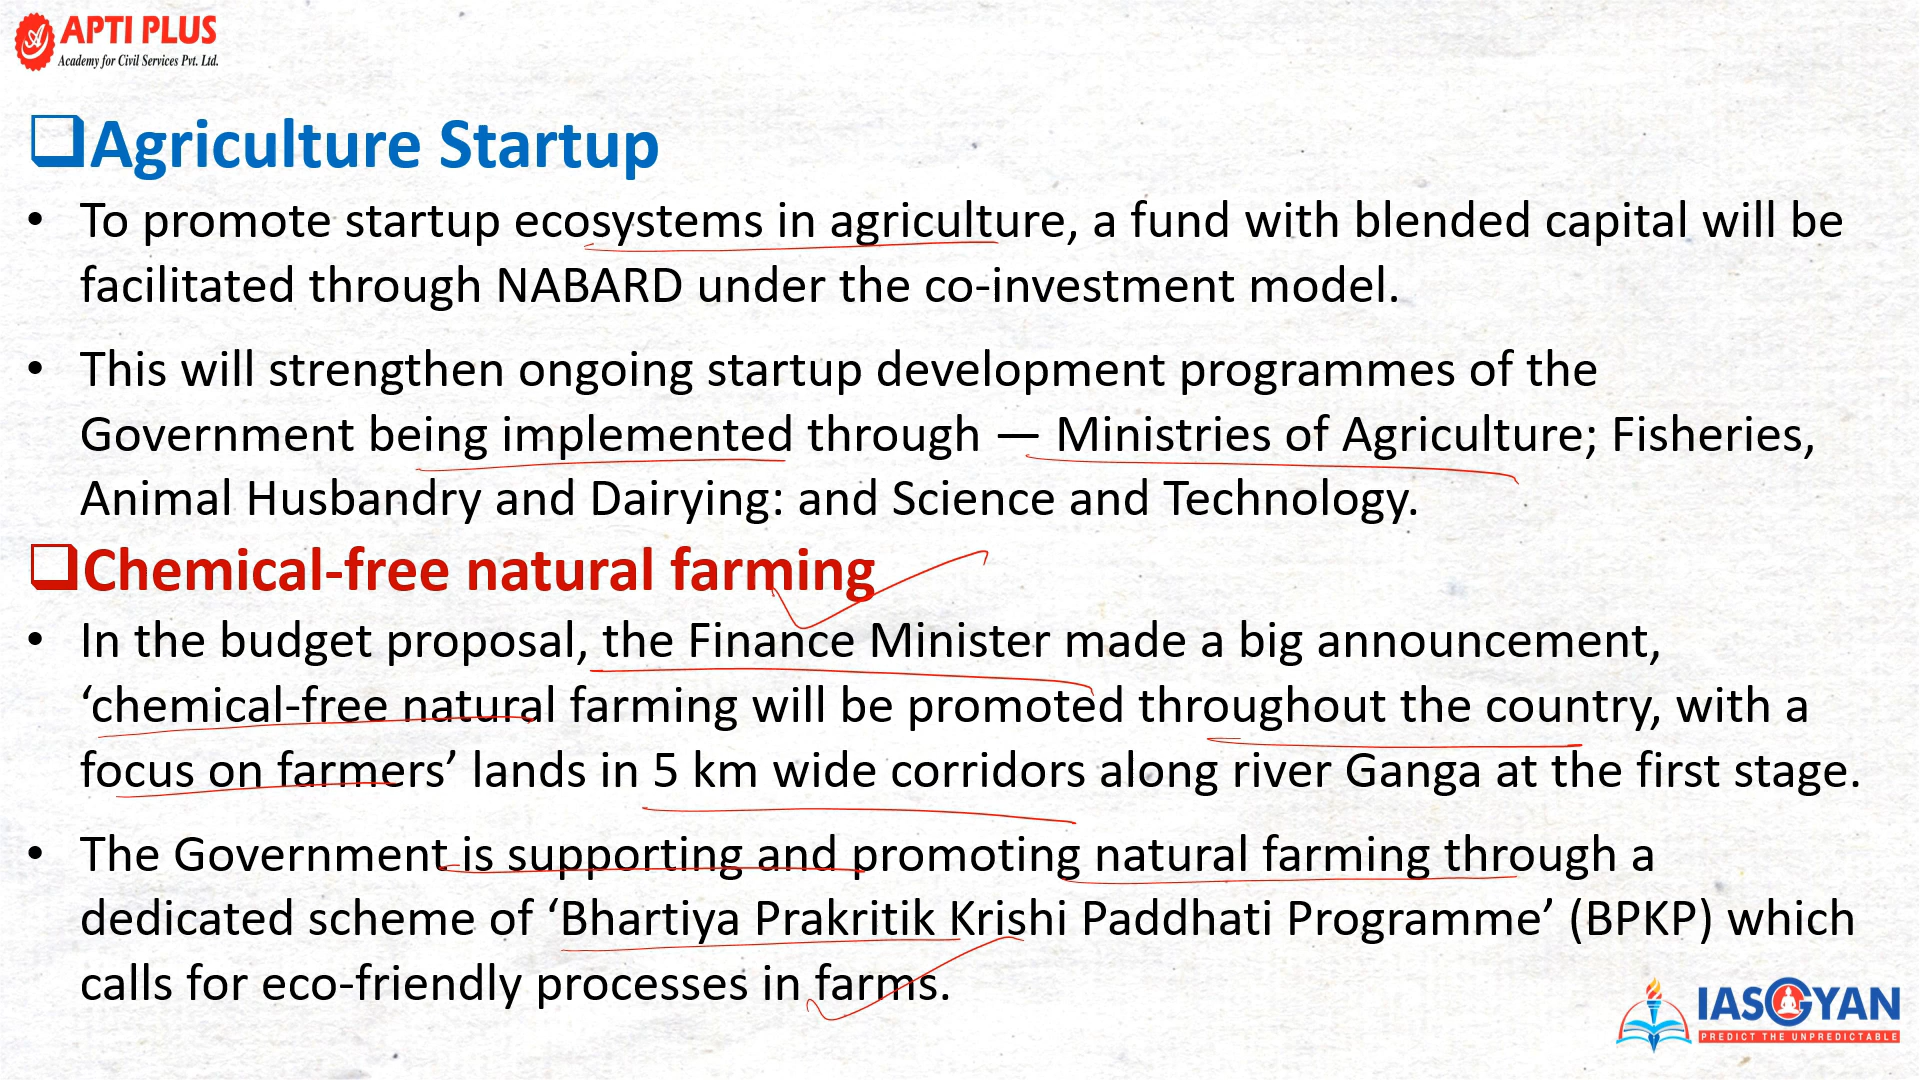 APTI PLUS
Academy for Civil Services Pvt. Ltd.
Agriculture Startup
• To promote startup ecosystems in agriculture, a fund with blended capital will be
facilitated through NABARD under the co-investment model.
• This will strengthen ongoing startup development programmes of the
Government being implemented through — Ministries of Agriculture; Fisheries,
Animal Husbandry and Dairying: and Science and Technology.
Chemical-free natural farming
• In the budget proposal, the Finance Minister made a big announcement,
‘chemical-free natural farming will be promoted throughout the country, with a
focus on farmers’ lands in 5 km wide corridors along river Ganga at the first stage.
• The Government is supporting and promoting natural farming through a
dedicated scheme of ‘Bhartiya Prakritik Krishi Paddhati Programme’ (BPKP) which
calls for eco-friendly processes in farms.
IASGYAN
PREDICT THE UNPREDICTABLE